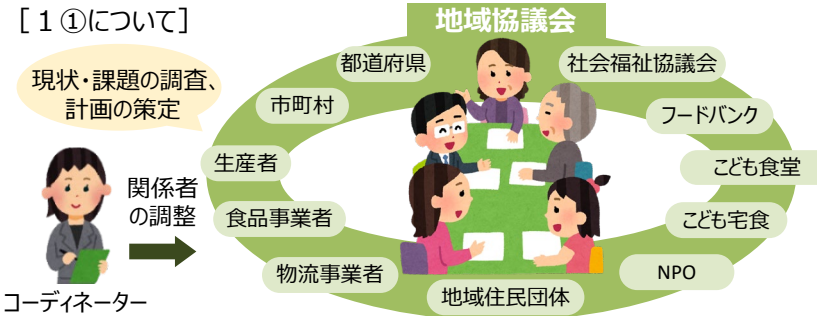 [１①について]
地域協議会
現状・課題の調査、
計画の策定
都道府県
社会福祉協議会
市町村
フードバンク
生産者
こども食堂
関係者
の調整
食品事業者
こども宅食
物流事業者
NPO
地域住民団体
コーディネーター